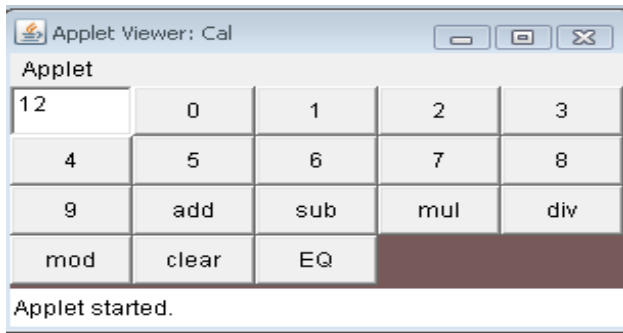 Applet Viewer: Cal
Applet
12 0 1 2 3
4 5 6 7 8
9 add sub mul div
mod clear EQ
Applet started.